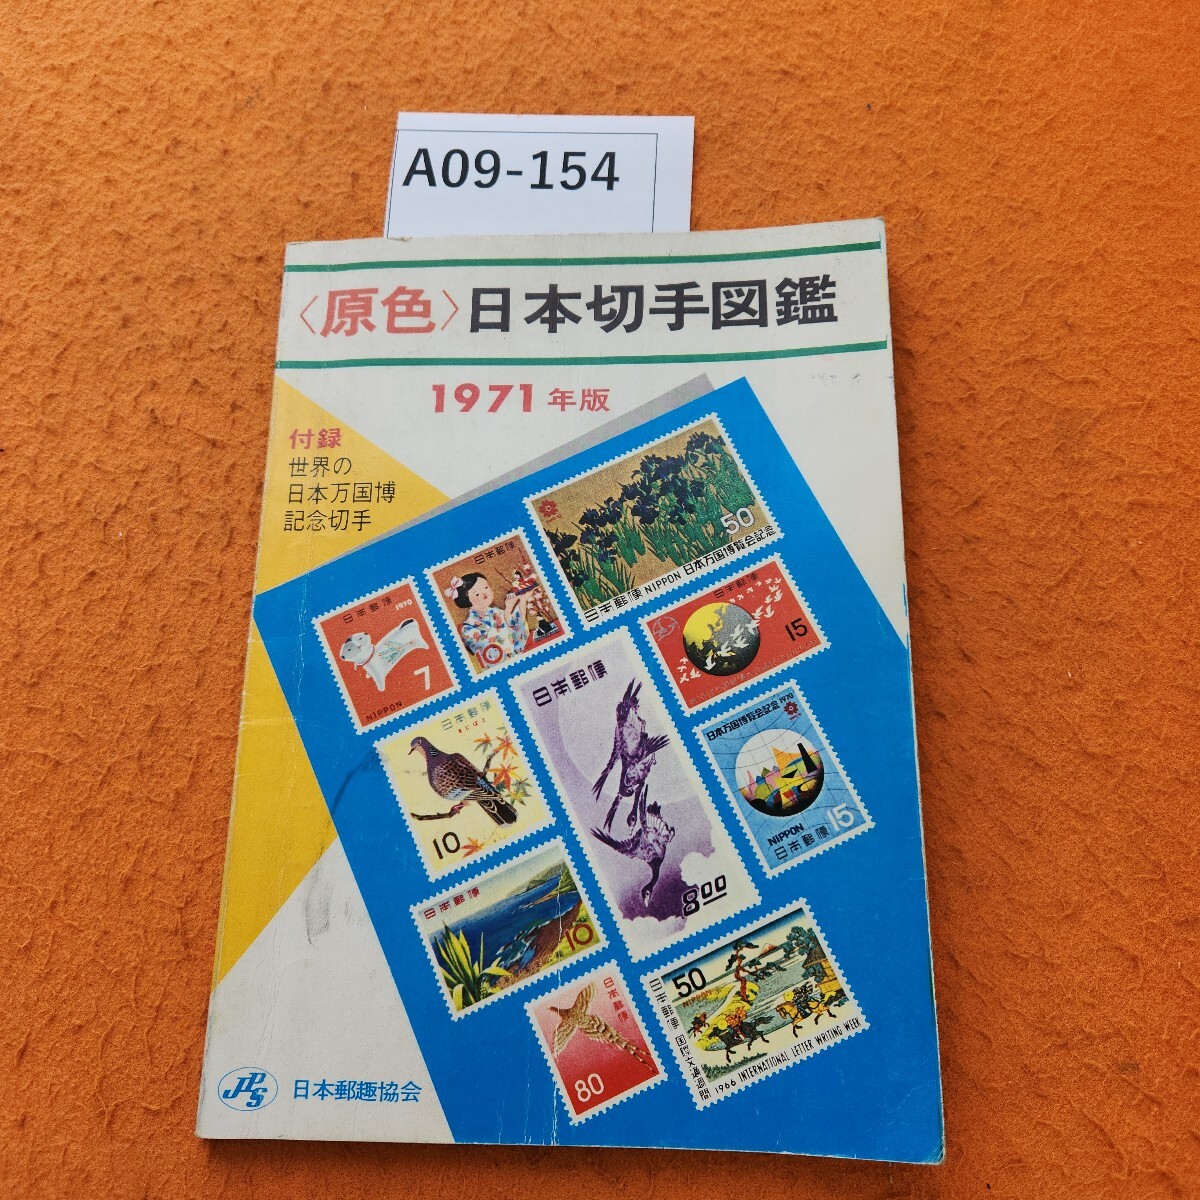 A09-154
〈原色〉日本切手図鑑
1971年版
付録
世界の
日本万国博
記念切手
50
日本郵便 NIPPON 日本万国博覧会記念
日本郵便
10
日本郵便 1970
7
NIPPON
日本郵便
15
日本郵便
8.00
日本郵便
きじばと
10
日本万国博覧会記念 1970
NIPPON
日本郵便 15
日本郵便
10
50
NIPPON
日本郵便 国際文通週間
1966 INTERNATIONAL LETTER WRITING WEEK
日本郵便
80
JPS 日本郵趣協会